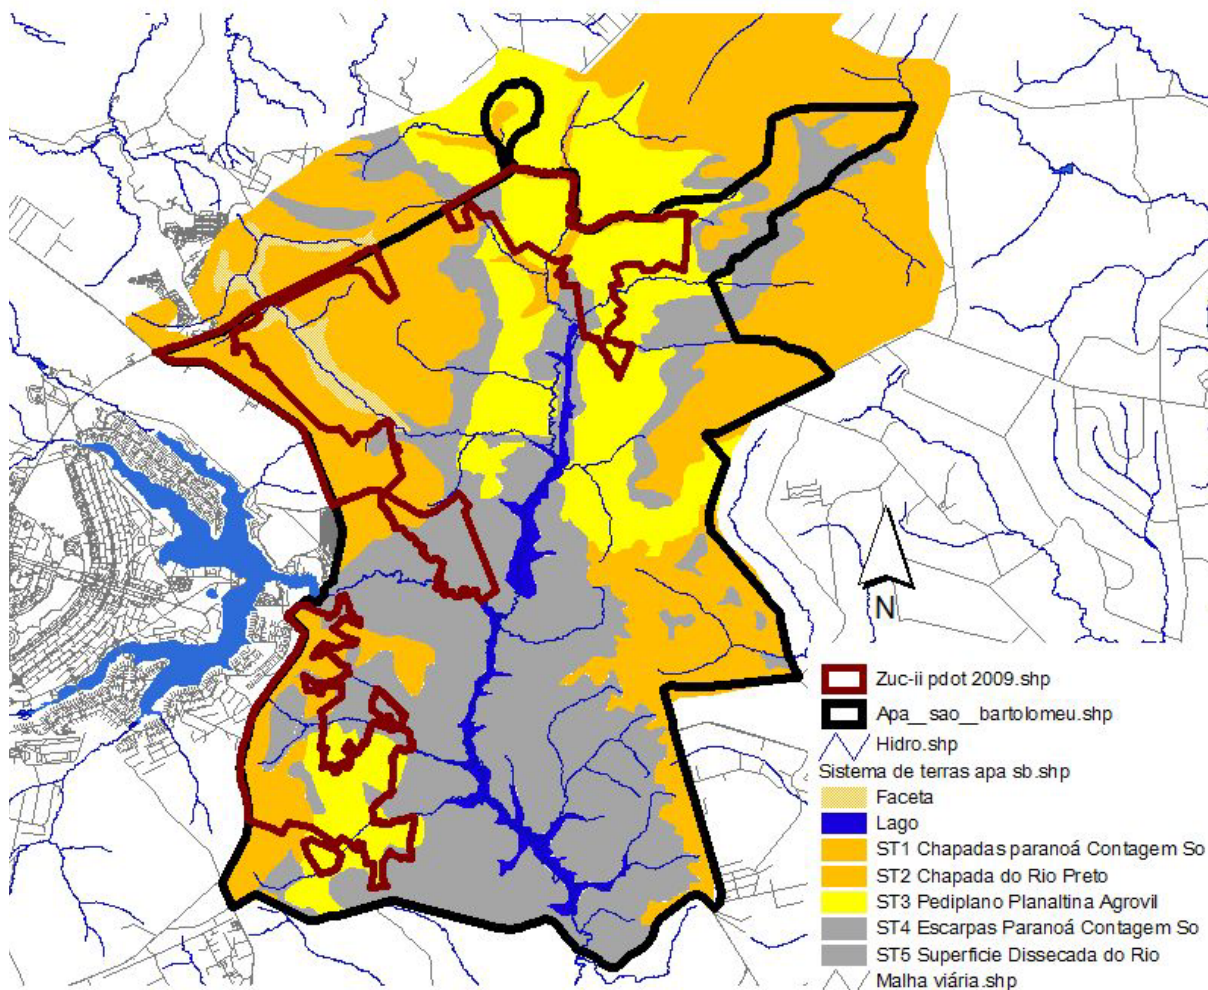 N
Zuc-ii pdot 2009.shp
Apa__sao__bartolomeu.shp
Hidro.shp
Sistema de terras apa sb.shp
Faceta
Lago
ST1 Chapadas paranoá Contagem So
ST2 Chapada do Rio Preto
ST3 Pediplano Planaltina Agrovil
ST4 Escarpas Paranoá Contagem So
ST5 Superficie Dissecada do Rio
Malha viária.shp